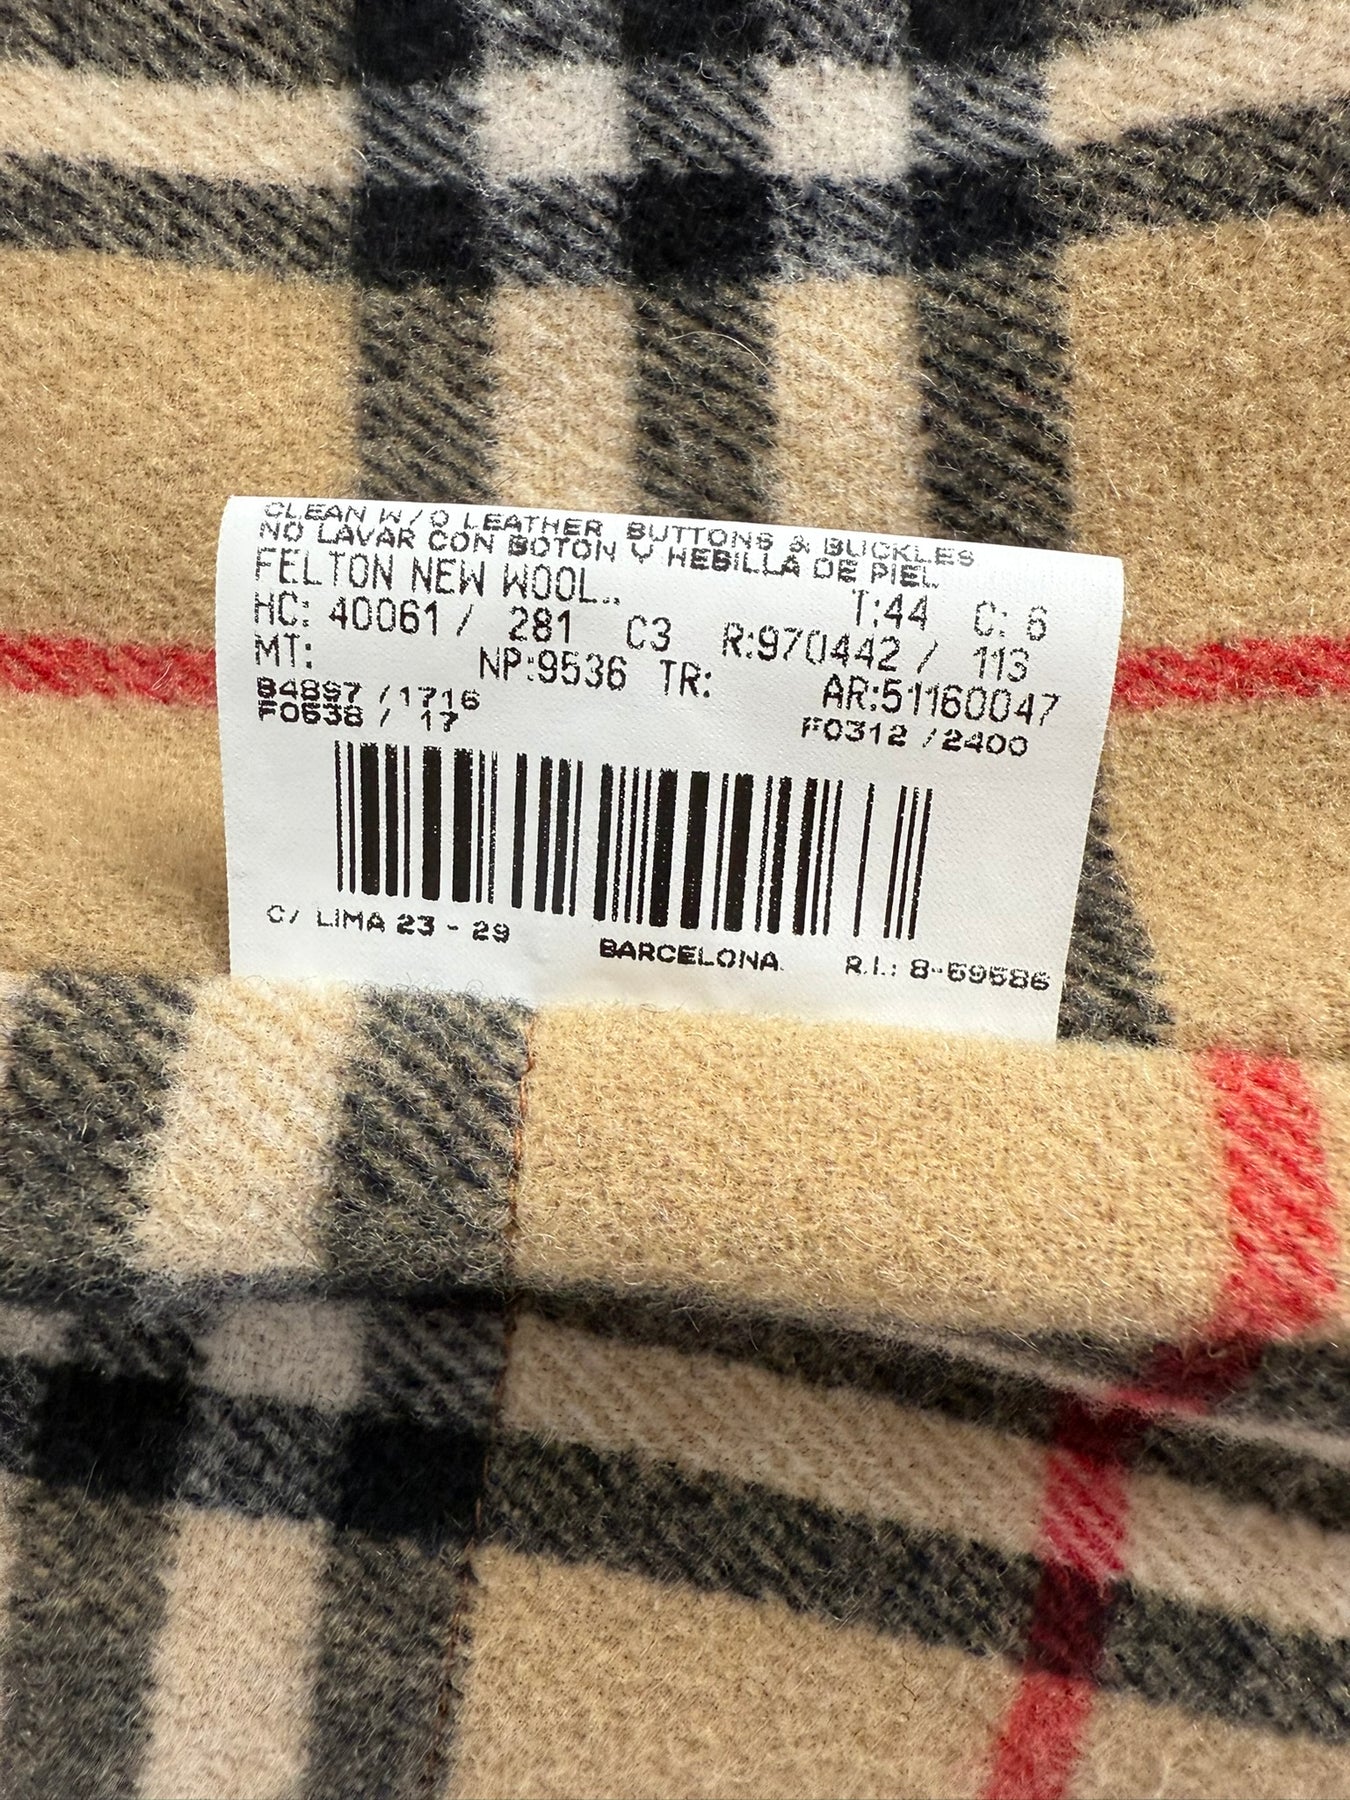 CLEAN W/O LEATHER BUTTONS & BUCKLES
NO LAVAR CON BOTON Y HEBILLA DE PIEL
FELTON NEW WOOL..
T:44 C: 6
HC: 40061 / 281 C3 R:970442 / 113
MT: NP:9536 TR: AR:51160047
84897 /1716
F0538 / 17 F0312 /2400
C/ LIMA 23 - 29 BARCELONA R.I.: 8-59586